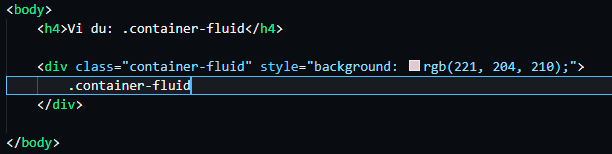 <body>
<h4>Vi du: .container-fluid</h4>
<div class="container-fluid" style="background: rgb(221, 204, 210);">
.container-fluid
</div>
</body>